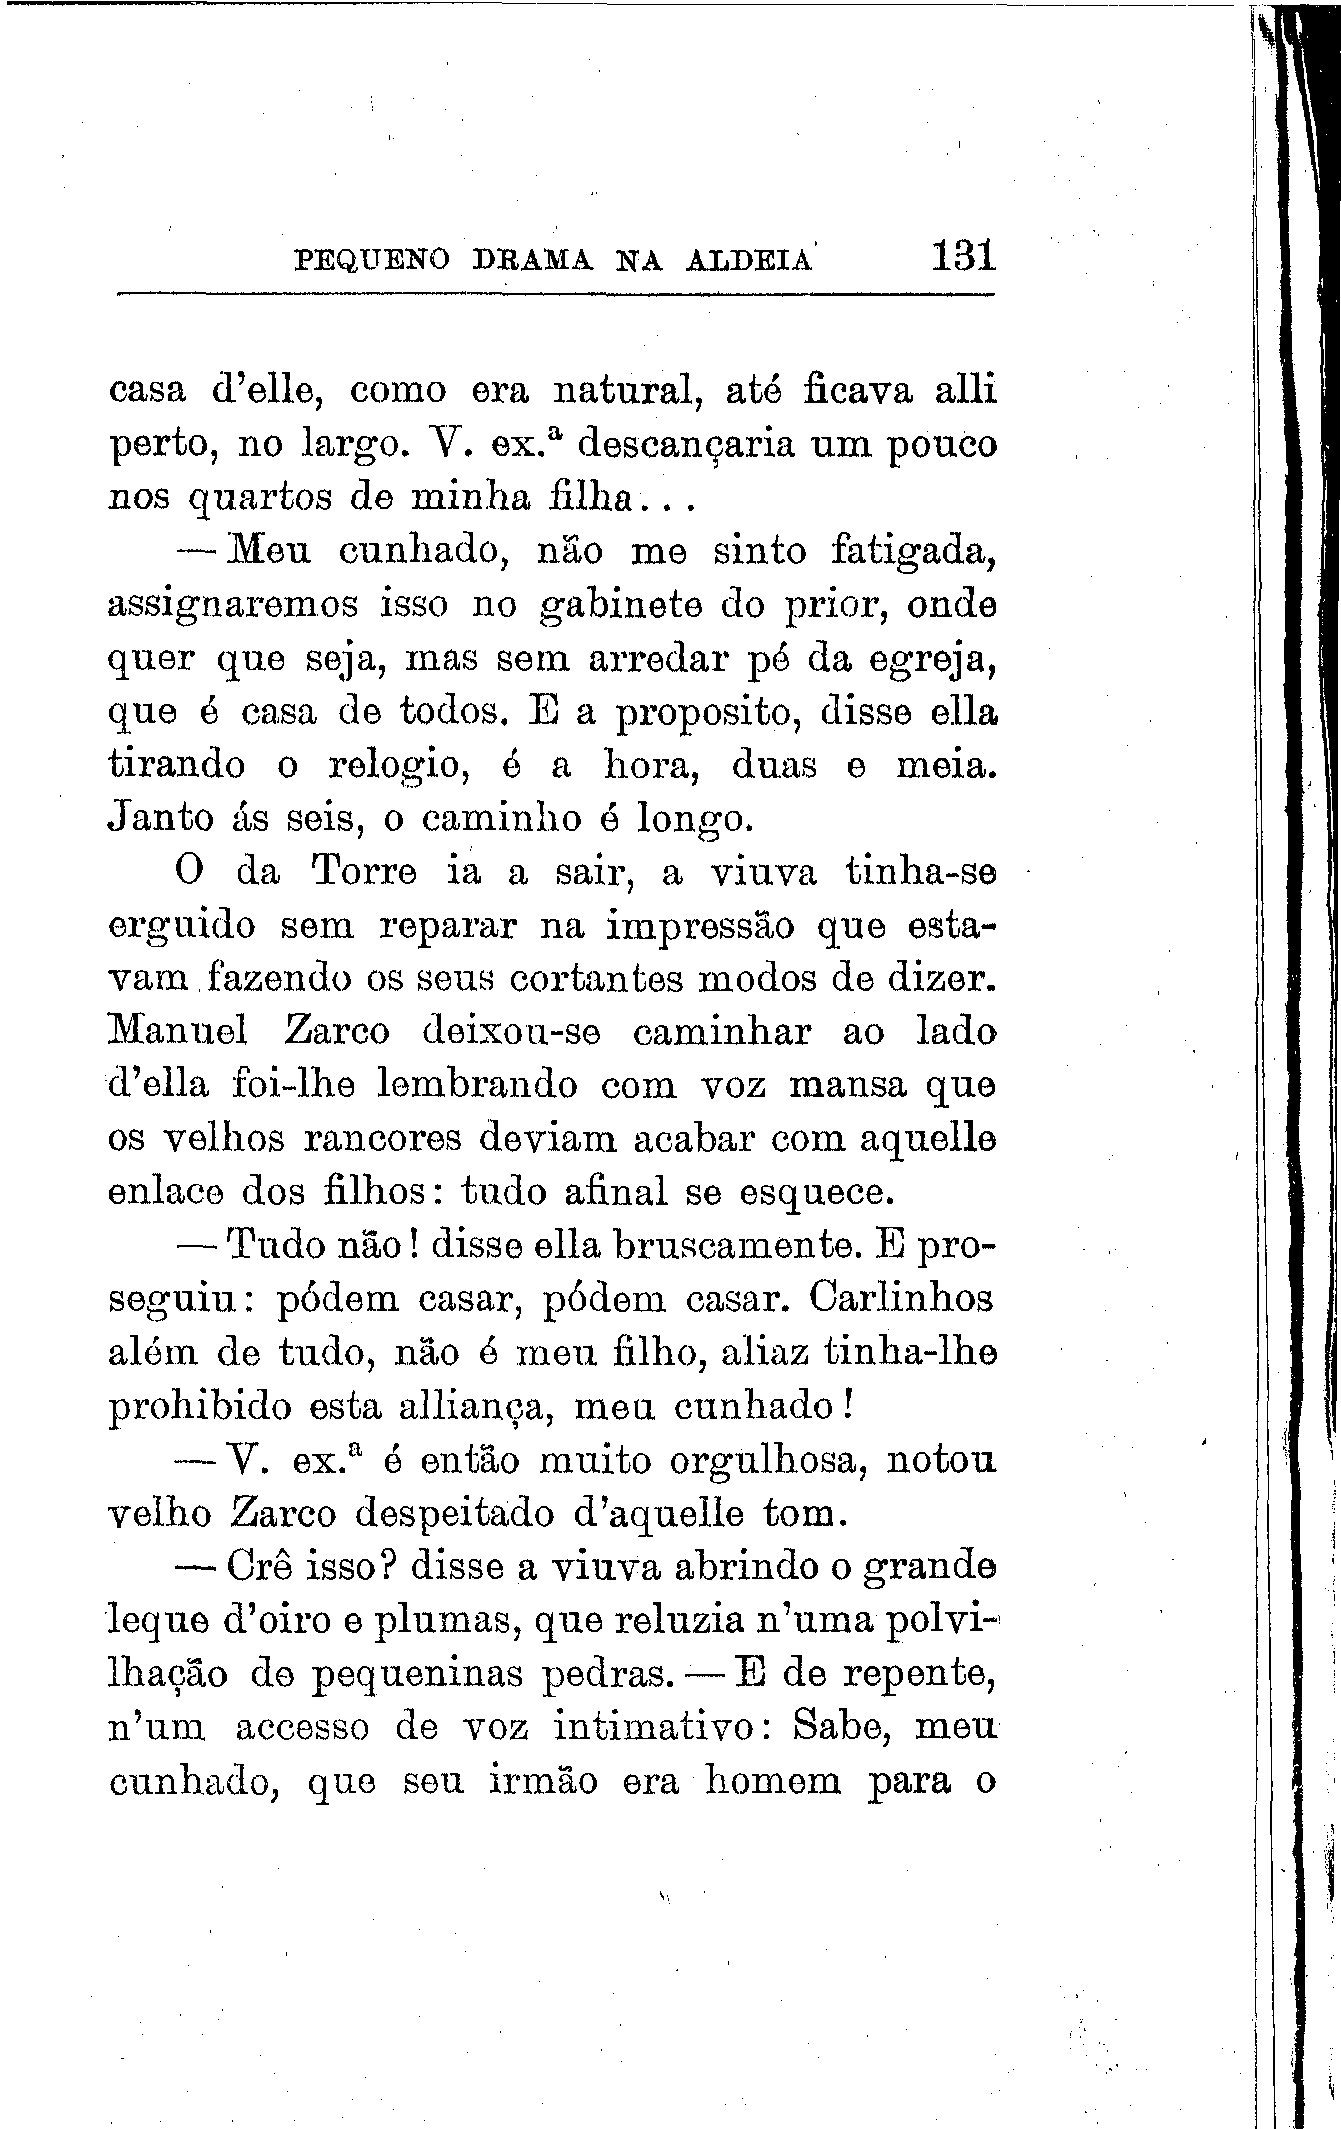 PEQUENO DRAMA NA ALDEIA 131
casa d'elle, como era natural, até ficava alli
perto, no largo. V. ex.ª descançaria um pouco
nos quartos de minha filha...
— Meu cunhado, não me sinto fatigada,
assignaremos isso no gabinete do prior, onde
quer que seja, mas sem arredar pé da egreja,
que é casa de todos. E a proposito, disse ella
tirando o relogio, é a hora, duas e meia.
Janto ás seis, o caminho é longo.
O da Torre ia a sair, a viuva tinha-se
erguido sem reparar na impressão que esta-
vam fazendo os seus cortantes modos de dizer.
Manuel Zarco deixou-se caminhar ao lado
d'ella foi-lhe lembrando com voz mansa que
os velhos rancores deviam acabar com aquelle
enlace dos filhos: tudo afinal se esquece.
— Tudo não! disse ella bruscamente. E pro-
seguiu: pódem casar, pódem casar. Carlinhos
além de tudo, não é meu filho, aliaz tinha-lhe
prohibido esta alliança, meu cunhado!
— V. ex.ª é então muito orgulhosa, notou
velho Zarco despeitado d'aquelle tom.
— Crê isso? disse a viuva abrindo o grande
leque d'oiro e plumas, que reluzia n'uma polvi-
lhação de pequeninas pedras. — E de repente,
n'um accesso de voz intimativo: Sabe, meu
cunhado, que seu irmão era homem para o